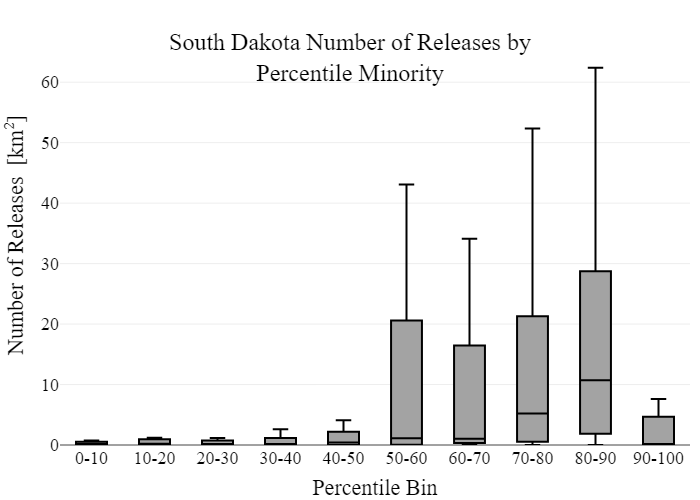 South Dakota Number of Releases by
Percentile Minority
Number of Releases [km²]
60
50
40
30
20
10
0
0-10 10-20 20-30 30-40 40-50 50-60 60-70 70-80 80-90 90-100
Percentile Bin